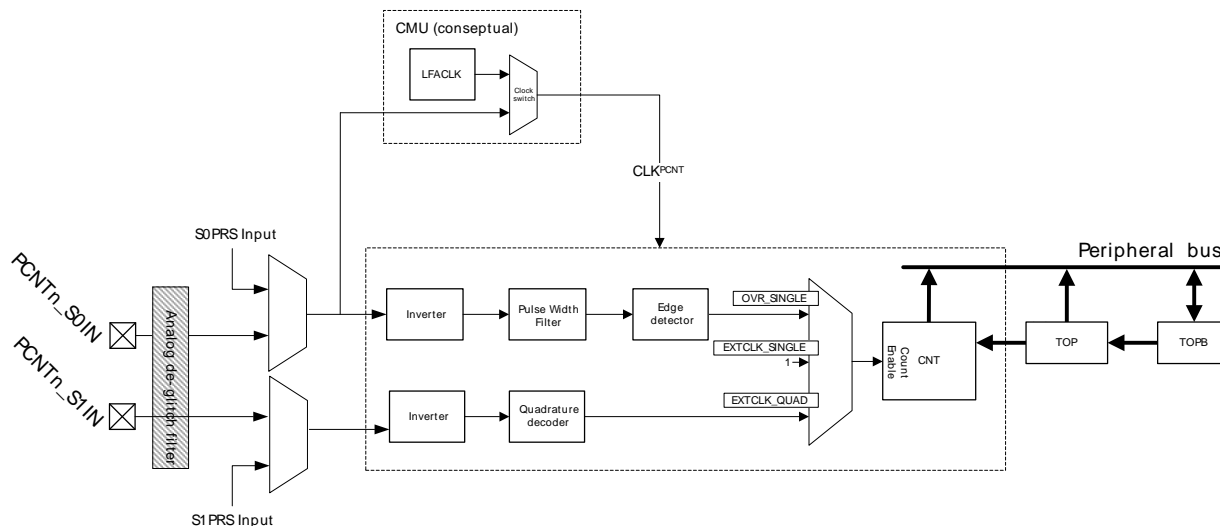 CMU (conseptual)
LFACLK
Clock
switch
CLKPCNT
S0PRS Input
PCNTn_S0IN
PCNTn_S1IN
Analog de-glitch filter
S1PRS Input
Inverter
Pulse Width
Filter
Edge
detector
OVR_SINGLE
EXTCLK_SINGLE
1
EXTCLK_QUAD
Inverter
Quadrature
decoder
Count
Enable
CNT
Peripheral bus
TOP
TOPB